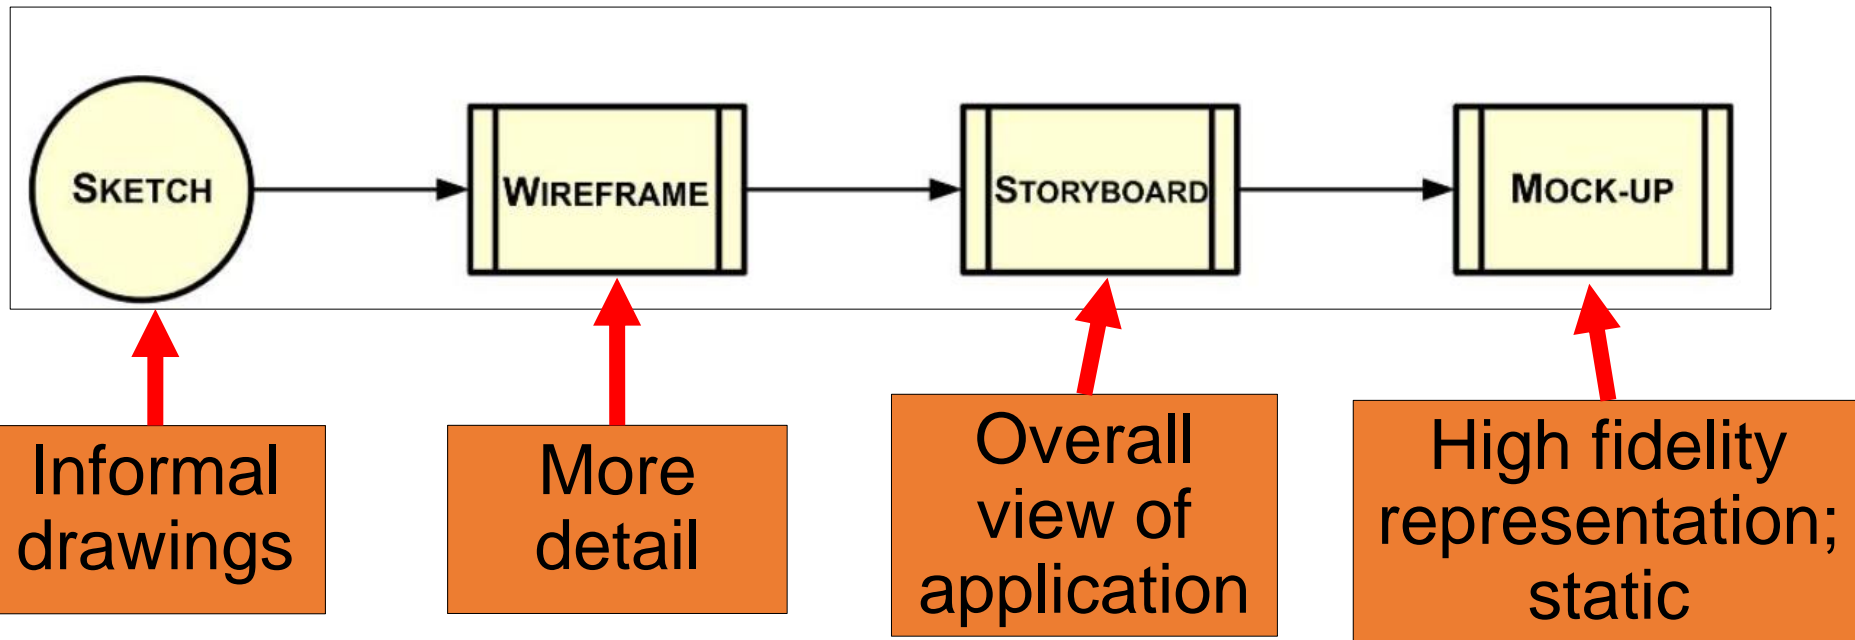 SKETCH
WIREFRAME
STORYBOARD
MOCK-UP
Informal
drawings
More
detail
Overall
view of
application
High fidelity
representation;
static